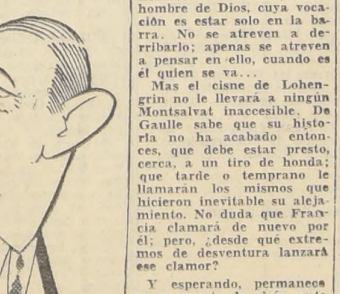 hombre de Dios, cuya voca-
ción es estar solo en la ba-
rra. No se atreven a de-
rribarlo; apenas se atreven
a pensar en ello, cuando es
él quien se va...
Mas el cisne de Lohen-
grin no le llevará a ningún
Montsalvat inaccesible. De
Gaulle sabe que su histo-
ria no ha acabado enton-
ces, que debe estar presto,
cerca, a un tiro de honda;
que tarde o temprano le
llamarán los mismos que
hicieron inevitable su aleja-
miento. No duda que Fran-
cia clamará de nuevo por
él; pero, ¿desde qué extre-
mos de desventura lanzará
ese clamor?
Y esperando, permanece